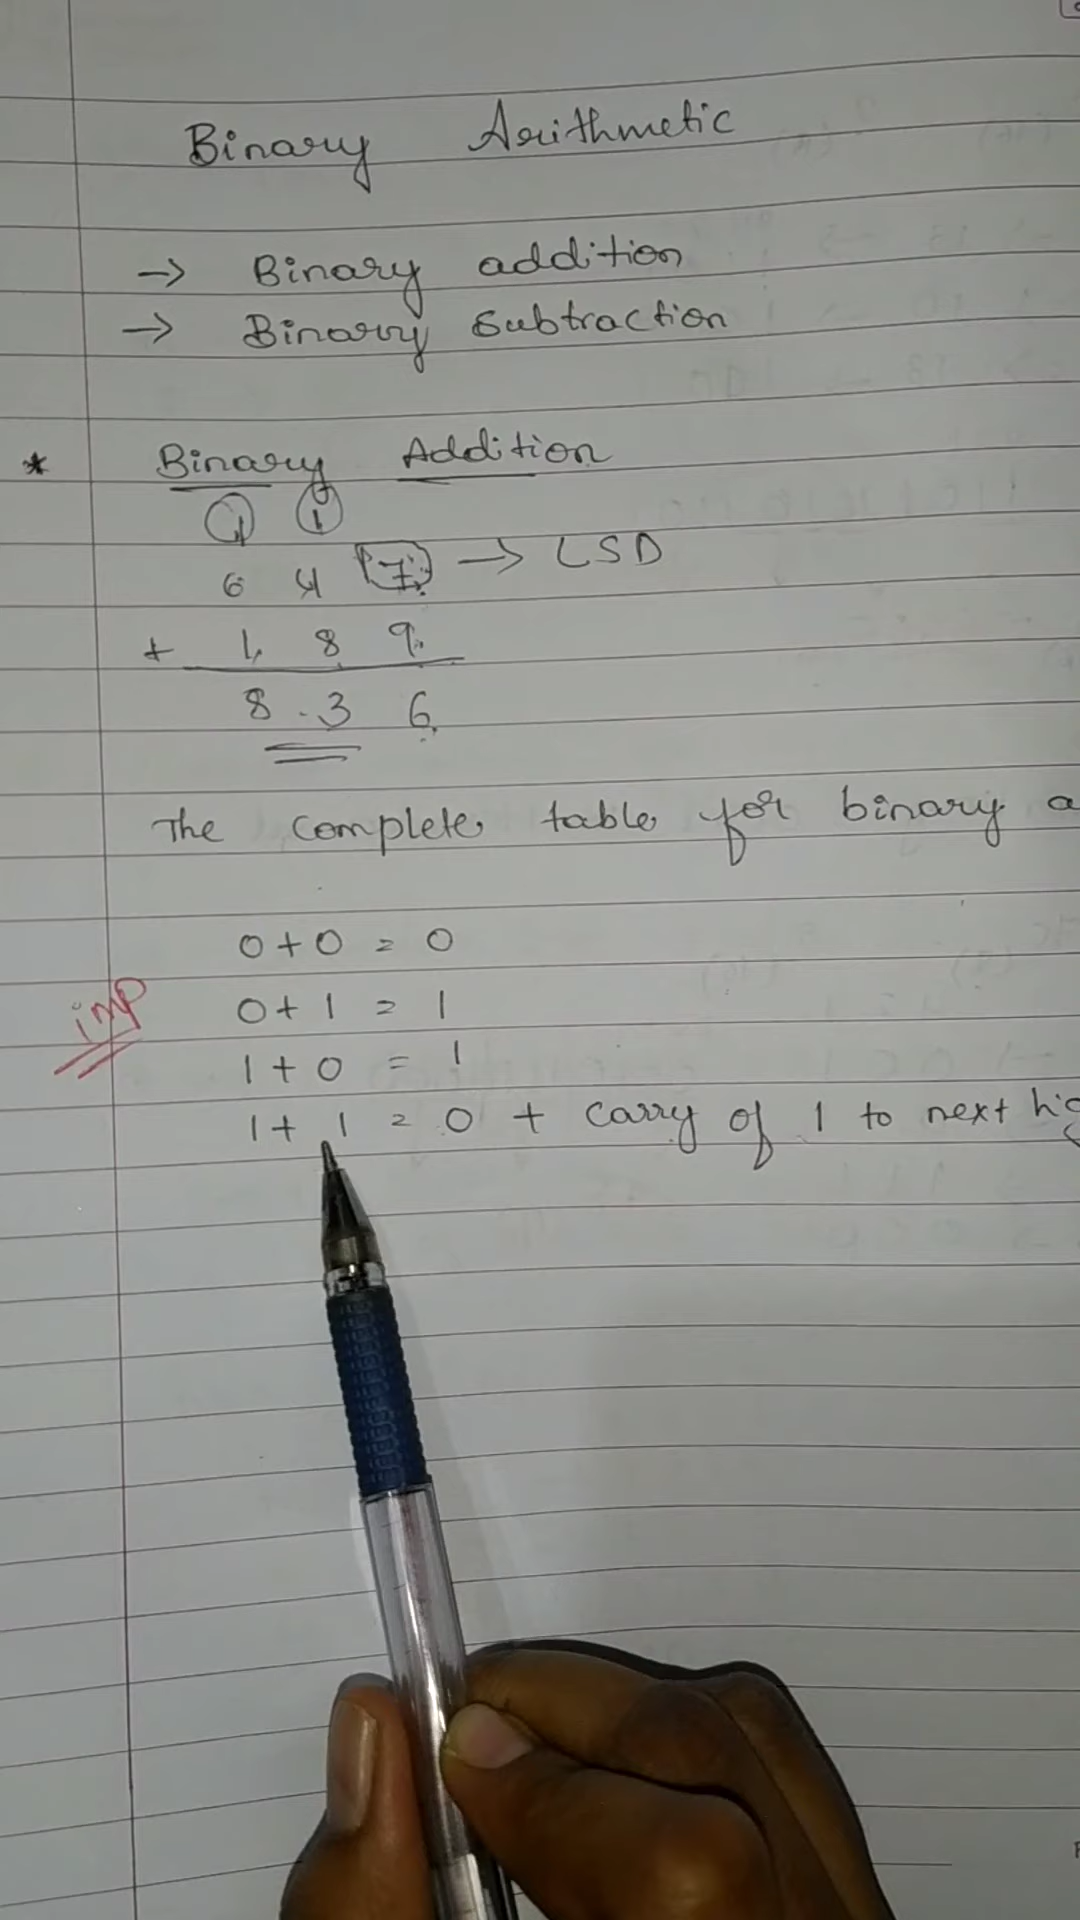 Binary Arithmetic
→ Binary addition
→ Binary subtraction
* Binary Addition
1 1
6 4 7 → LSD
+ 1 8 9
8 3 6
The complete table for binary a
0 + 0 = 0
imp
0 + 1 = 1
1 + 0 = 1
1 + 1 = 0 + carry of 1 to next hig